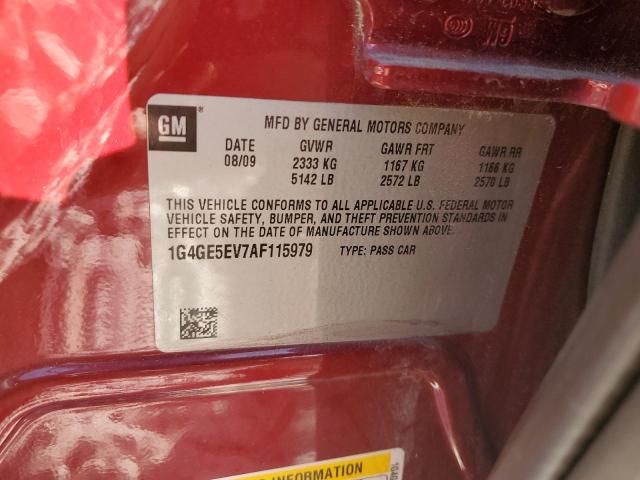 GM
MFD BY GENERAL MOTORS COMPANY
DATE GVWR GAWR FRT GAWR RR
08/09 2333 KG 1167 KG 1166 KG
5142 LB 2572 LB 2570 LB
THIS VEHICLE CONFORMS TO ALL APPLICABLE U.S. FEDERAL MOTOR
VEHICLE SAFETY, BUMPER, AND THEFT PREVENTION STANDARDS IN
EFFECT ON THE DATE OF MANUFACTURE SHOWN ABOVE.
1G4GE5EV7AF115979 TYPE: PASS CAR
INFORMATION